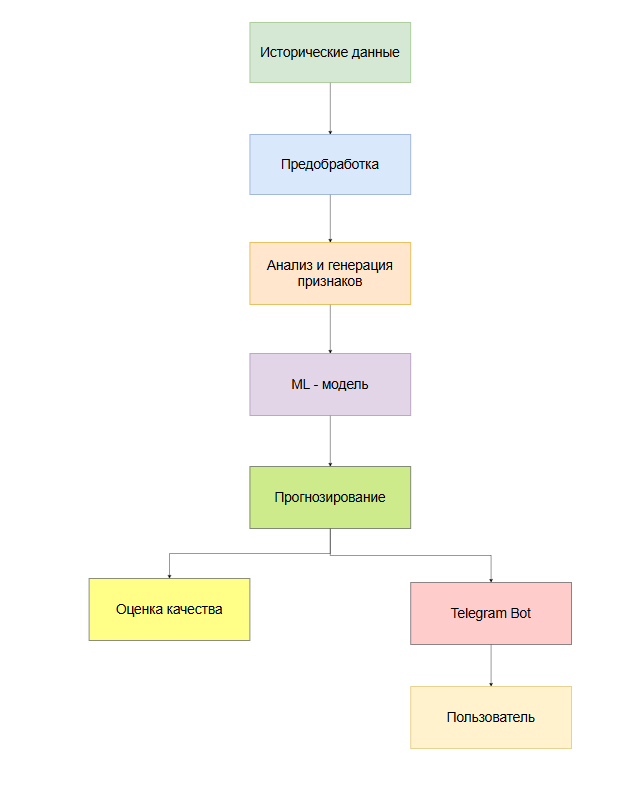 Исторические данные
Предобработка
Анализ и генерация
признаков
ML - модель
Прогнозирование
Оценка качества
Telegram Bot
Пользователь